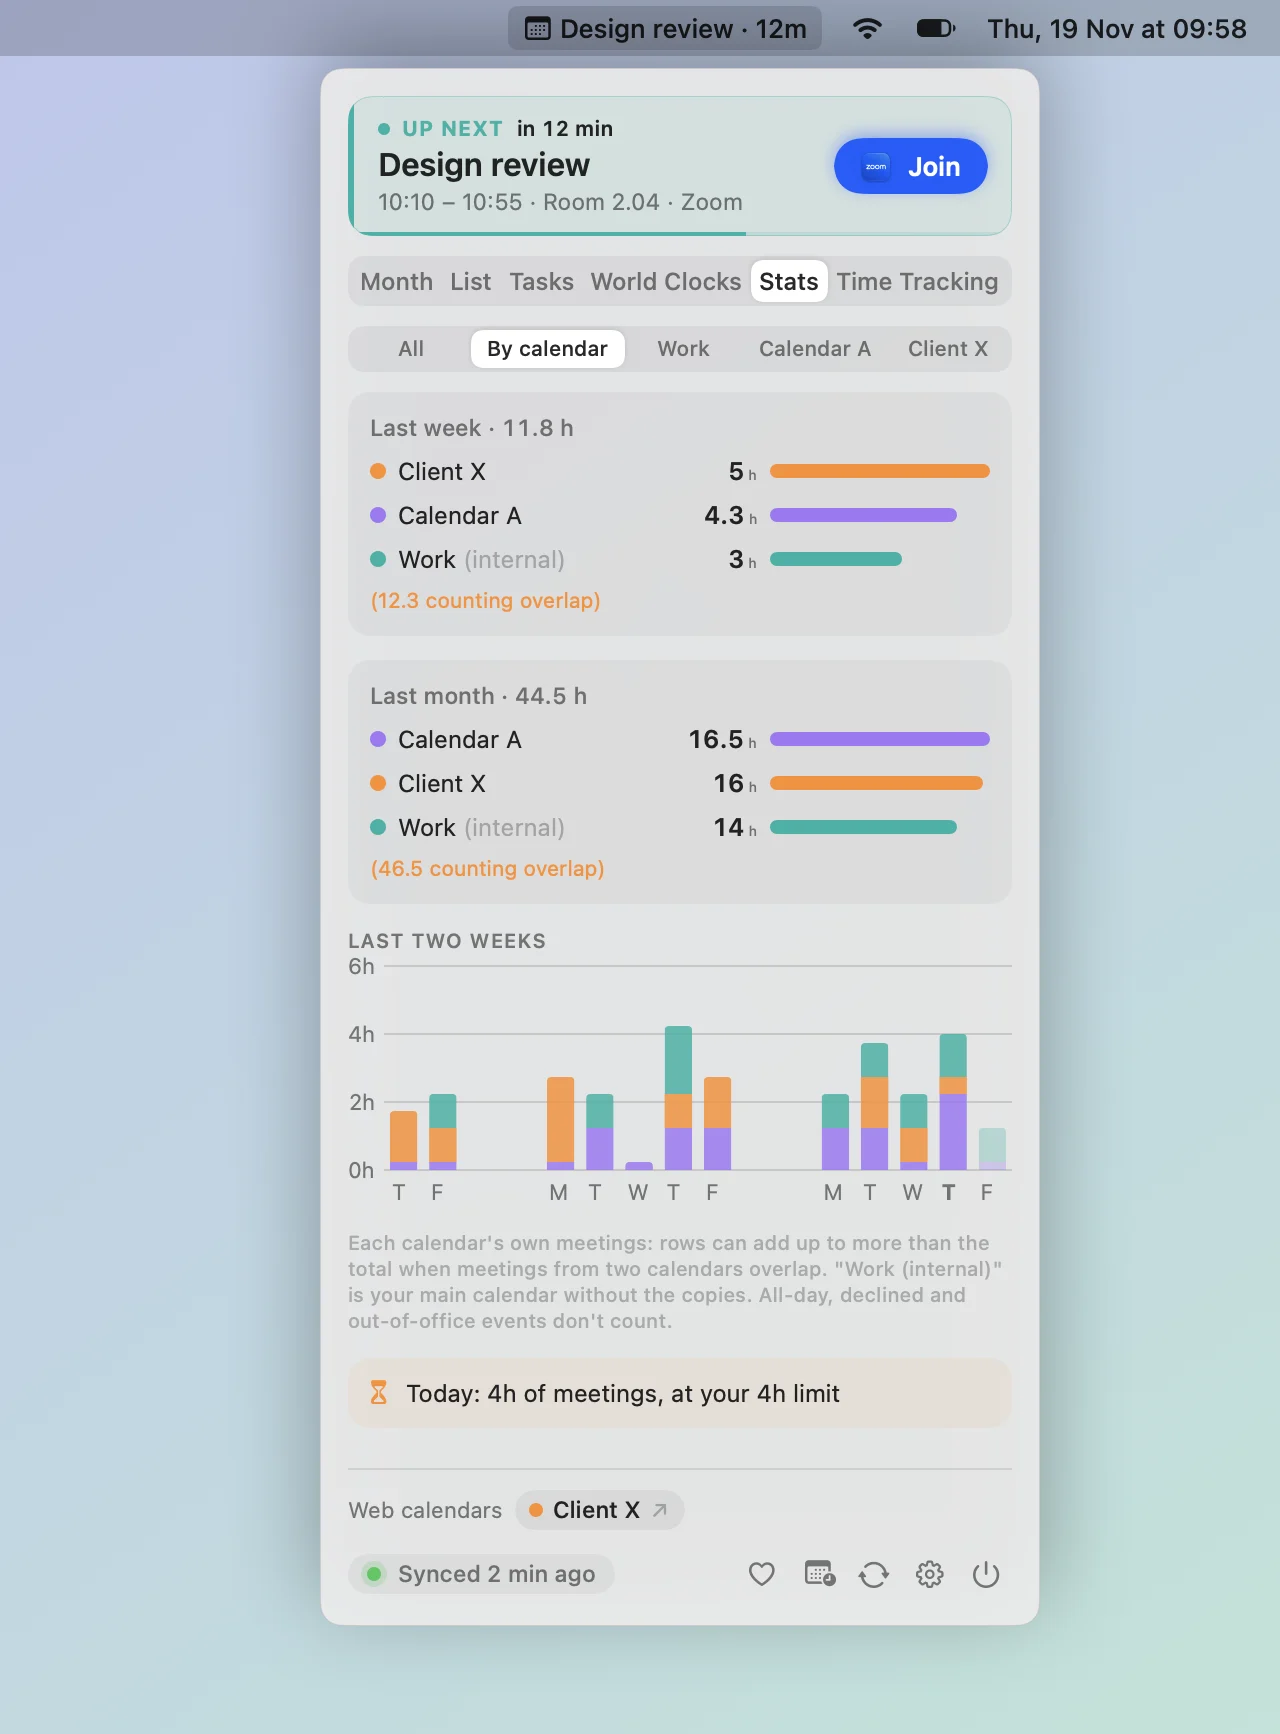 Design review · 12m
Thu, 19 Nov at 09:58
UP NEXT in 12 min
Design review
10:10 – 10:55 · Room 2.04 · Zoom
zoom Join
Month List Tasks World Clocks Stats Time Tracking
All By calendar Work Calendar A Client X
Last week · 11.8 h
Client X 5 h
Calendar A 4.3 h
Work (internal) 3 h
(12.3 counting overlap)
Last month · 44.5 h
Calendar A 16.5 h
Client X 16 h
Work (internal) 14 h
(46.5 counting overlap)
LAST TWO WEEKS
6h
4h
2h
0h
T F M T W T F M T W T F
Each calendar's own meetings: rows can add up to more than the
total when meetings from two calendars overlap. "Work (internal)"
is your main calendar without the copies. All-day, declined and
out-of-office events don't count.
Today: 4h of meetings, at your 4h limit
Web calendars Client X ↗
Synced 2 min ago